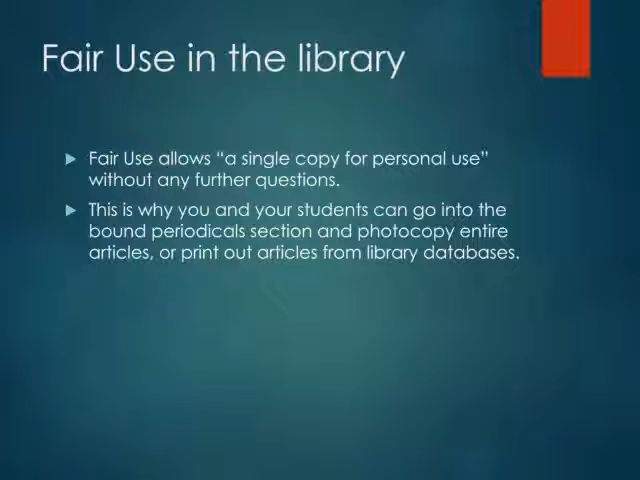 Fair Use in the library
Fair Use allows “a single copy for personal use”
without any further questions.
This is why you and your students can go into the
bound periodicals section and photocopy entire
articles, or print out articles from library databases.